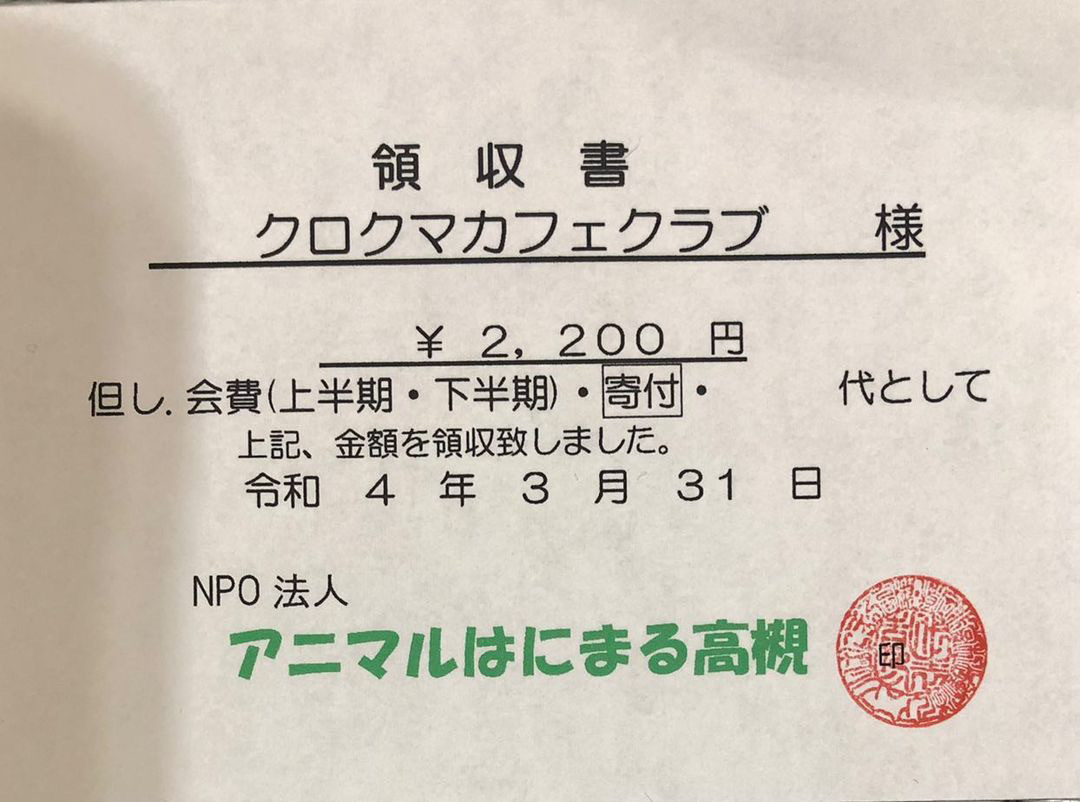 領収書
クロクマカフェクラブ 様
￥ 2,200 円
但し.会費(上半期・下半期)・寄付・ 代として
上記、金額を領収致しました。
令和 4 年 3 月 31 日
NPO 法人
アニマルはにまる高槻
印